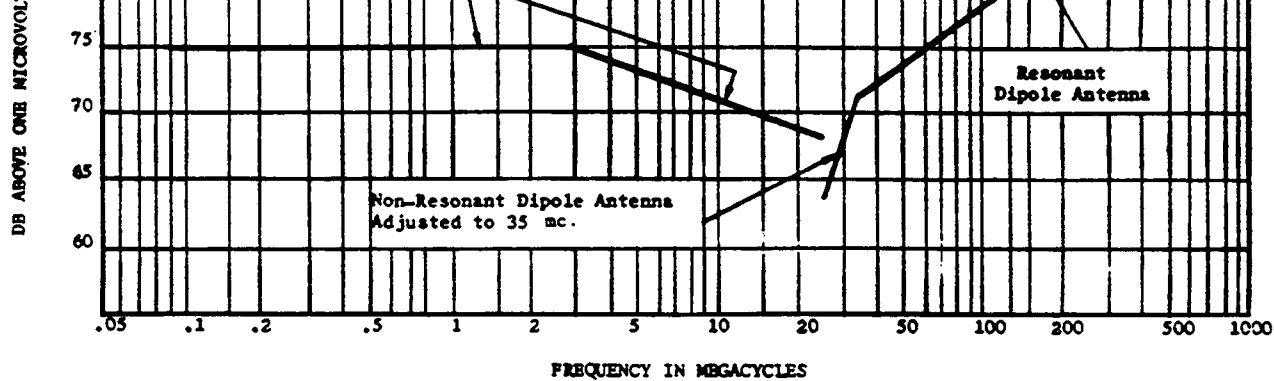 DB ABOVE ONE MICROVOL
75
70
65
60
Resonant
Dipole Antenna
Non-Resonant Dipole Antenna
Adjusted to 35 mc.
.05 .1 .2 .5 1 2 5 10 20 50 100 200 500 1000
FREQUENCY IN MEGACYCLES